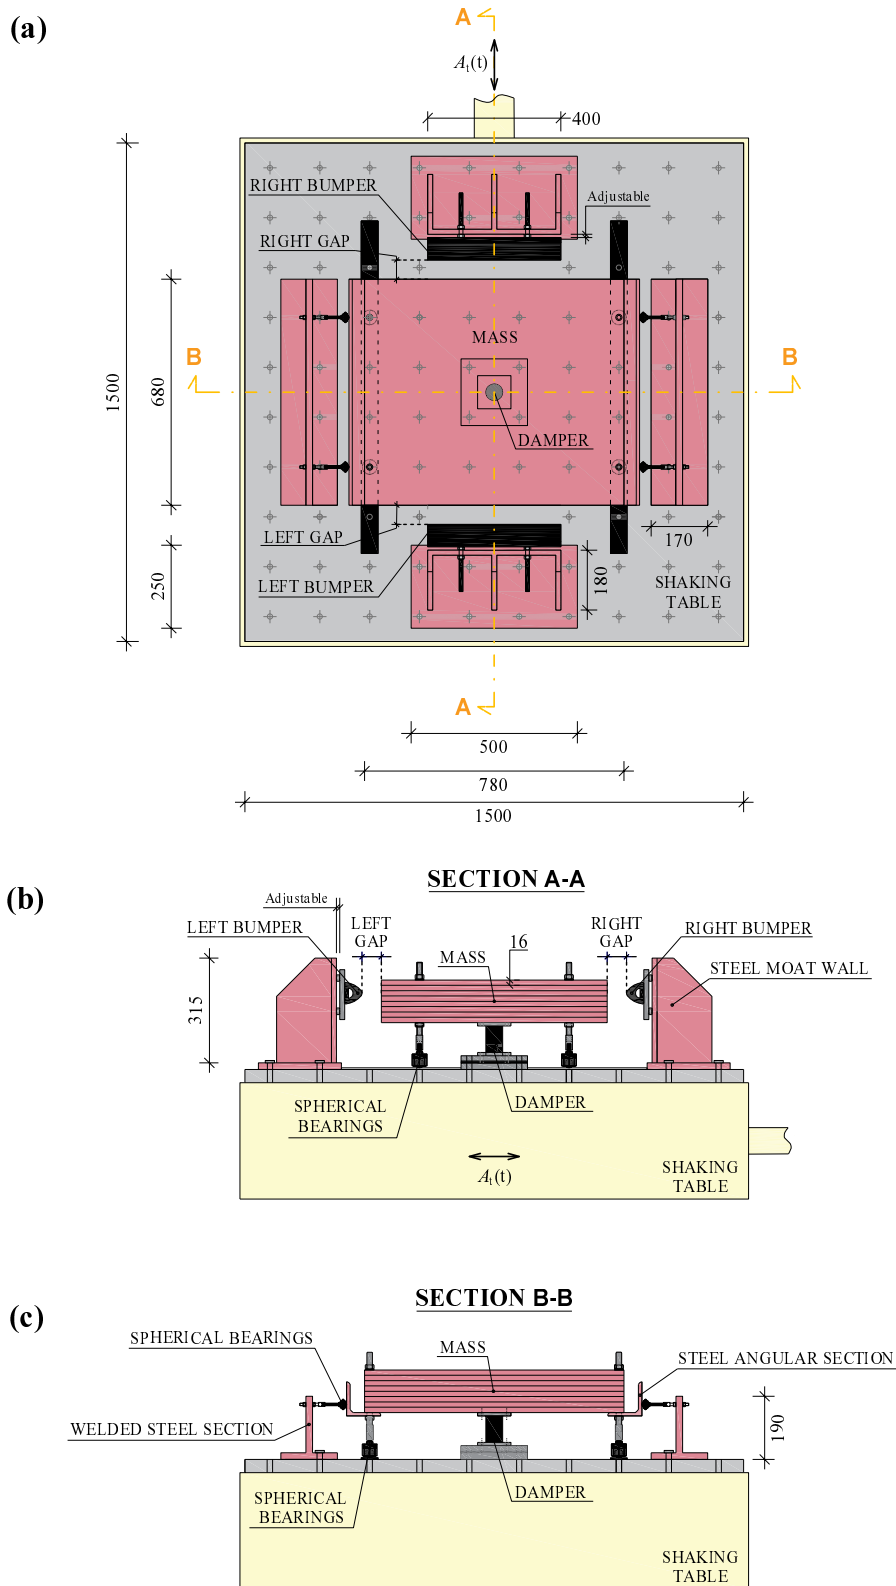 (a)
A
At(t)
400
RIGHT BUMPER
Adjustable
RIGHT GAP
MASS
B
B
1500
680
DAMPER
LEFT GAP
170
250
LEFT BUMPER
180
SHAKING
TABLE
A
500
780
1500
(b)
SECTION A-A
Adjustable
LEFT BUMPER
LEFT
GAP
16
RIGHT
GAP
RIGHT BUMPER
MASS
STEEL MOAT WALL
315
SPHERICAL
BEARINGS
DAMPER
At(t)
SHAKING
TABLE
(c)
SECTION B-B
SPHERICAL BEARINGS
MASS
STEEL ANGULAR SECTION
WELDED STEEL SECTION
190
SPHERICAL
BEARINGS
DAMPER
SHAKING
TABLE